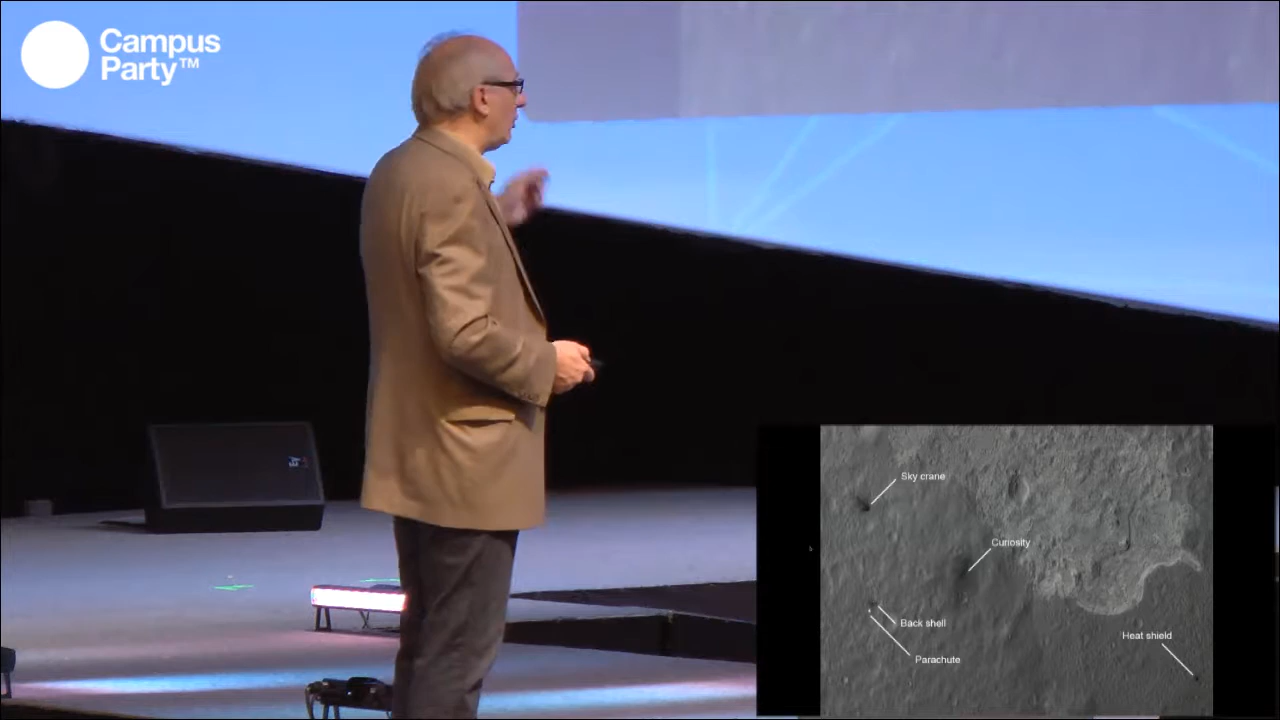 Campus
Party™
Sky crane
Curiosity
Back shell
Parachute
Heat shield